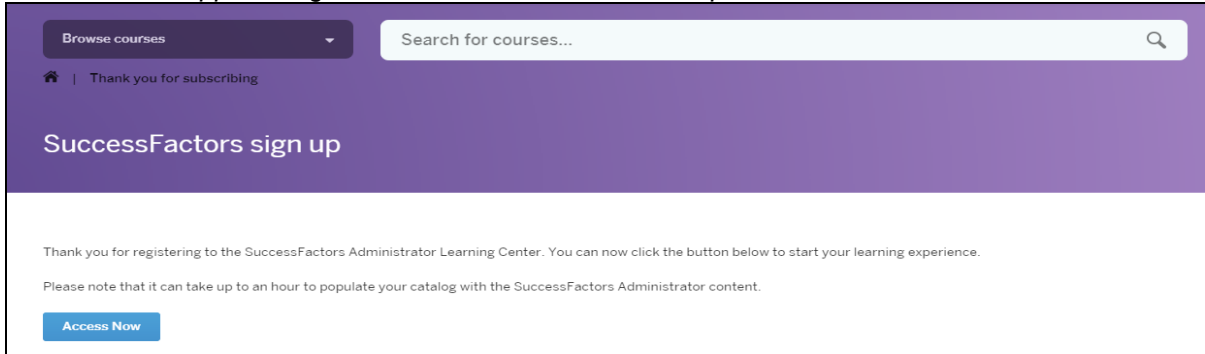 Browse courses
Search for courses...
| Thank you for subscribing
SuccessFactors sign up
Thank you for registering to the SuccessFactors Administrator Learning Center. You can now click the button below to start your learning experience.
Please note that it can take up to an hour to populate your catalog with the SuccessFactors Administrator content.
Access Now